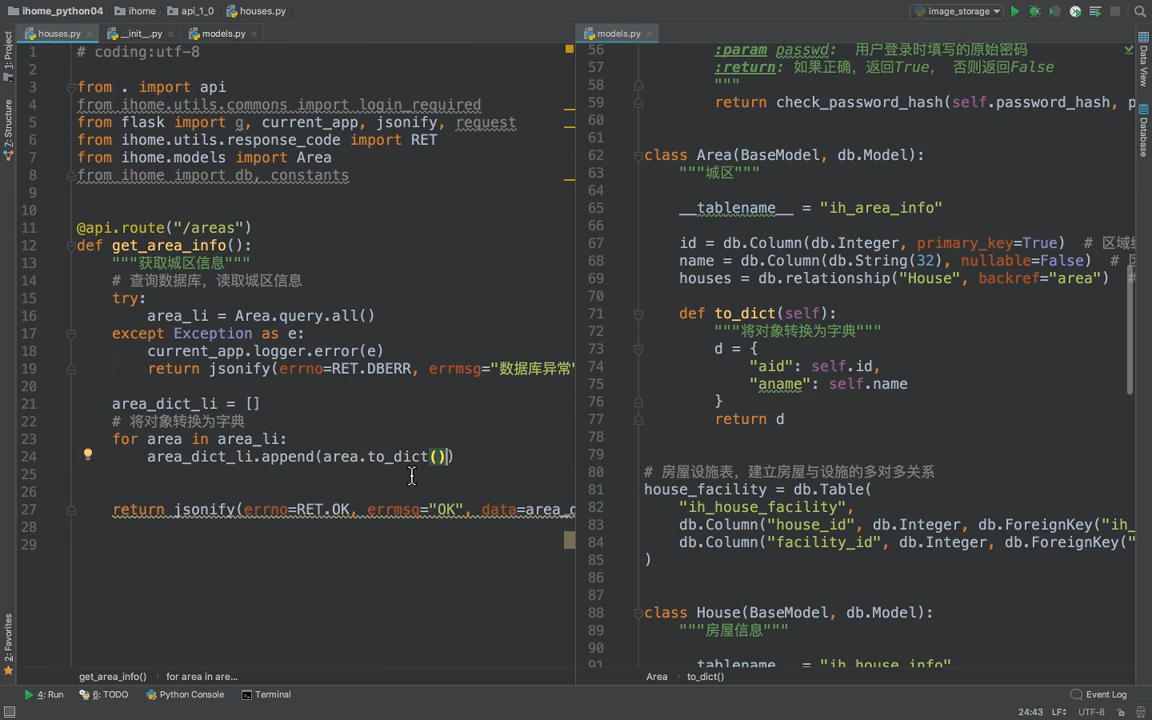 ihome_python04 ihome api_1_0 houses.py
image_storage
houses.py __init__.py models.py
models.py
1: Project
Z: Structure
2: Favorites
Data View
Database
1 # coding:utf-8
2
3 from . import api
4 from ihome.utils.commons import login_required
5 from flask import g, current_app, jsonify, request
6 from ihome.utils.response_code import RET
7 from ihome.models import Area
8 from ihome import db, constants
9
10
11 @api.route("/areas")
12 def get_area_info():
13 """获取城区信息"""
14 # 查询数据库，读取城区信息
15 try:
16 area_li = Area.query.all()
17 except Exception as e:
18 current_app.logger.error(e)
19 return jsonify(errno=RET.DBERR, errmsg="数据库异常"
20
21 area_dict_li = []
22 # 将对象转换为字典
23 for area in area_li:
24 area_dict_li.append(area.to_dict())
25
26
27 return jsonify(errno=RET.OK, errmsg="OK", data=area_d
28
29
56 :param passwd: 用户登录时填写的原始密码
57 :return: 如果正确，返回True， 否则返回False
58 """
59 return check_password_hash(self.password_hash, p
60
61
62 class Area(BaseModel, db.Model):
63 """城区"""
64
65 __tablename__ = "ih_area_info"
66
67 id = db.Column(db.Integer, primary_key=True) # 区域
68 name = db.Column(db.String(32), nullable=False) #
69 houses = db.relationship("House", backref="area") #
70
71 def to_dict(self):
72 """将对象转换为字典"""
73 d = {
74 "aid": self.id,
75 "aname": self.name
76 }
77 return d
78
79
80 # 房屋设施表，建立房屋与设施的多对多关系
81 house_facility = db.Table(
82 "ih_house_facility",
83 db.Column("house_id", db.Integer, db.ForeignKey("ih_
84 db.Column("facility_id", db.Integer, db.ForeignKey("
85 )
86
87
88 class House(BaseModel, db.Model):
89 """房屋信息"""
90
91 __tablename__ = "ih_house_info"
get_area_info() for area in are...
Area to_dict()
4: Run 6: TODO Python Console Terminal Event Log
24:43 LF UTF-8